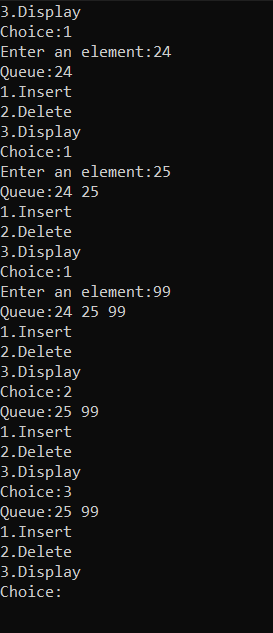 3.Display
Choice:1
Enter an element:24
Queue:24
1.Insert
2.Delete
3.Display
Choice:1
Enter an element:25
Queue:24 25
1.Insert
2.Delete
3.Display
Choice:1
Enter an element:99
Queue:24 25 99
1.Insert
2.Delete
3.Display
Choice:2
Queue:25 99
1.Insert
2.Delete
3.Display
Choice:3
Queue:25 99
1.Insert
2.Delete
3.Display
Choice: